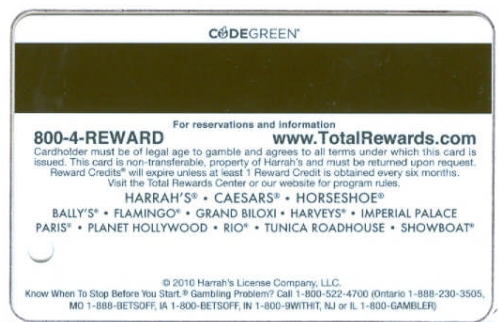 CODEGREEN®
For reservations and information
800-4-REWARD www.TotalRewards.com
Cardholder must be of legal age to gamble and agrees to all terms under which this card is
issued. This card is non-transferable, property of Harrah's and must be returned upon request.
Reward Credits® will expire unless at least 1 Reward Credit is obtained every six months.
Visit the Total Rewards Center or our website for program rules.
HARRAH'S® • CAESARS® • HORSESHOE®
BALLY'S® • FLAMINGO® • GRAND BILOXI • HARVEYS® • IMPERIAL PALACE
PARIS® • PLANET HOLLYWOOD • RIO® • TUNICA ROADHOUSE • SHOWBOAT®
© 2010 Harrah's License Company, LLC.
Know When To Stop Before You Start.® Gambling Problem? Call 1-800-522-4700 (Ontario 1-888-230-3505,
MO 1-888-BETSOFF, IA 1-800-BETSOFF, IN 1-800-9WITHIT, NJ or IL 1-800-GAMBLER)